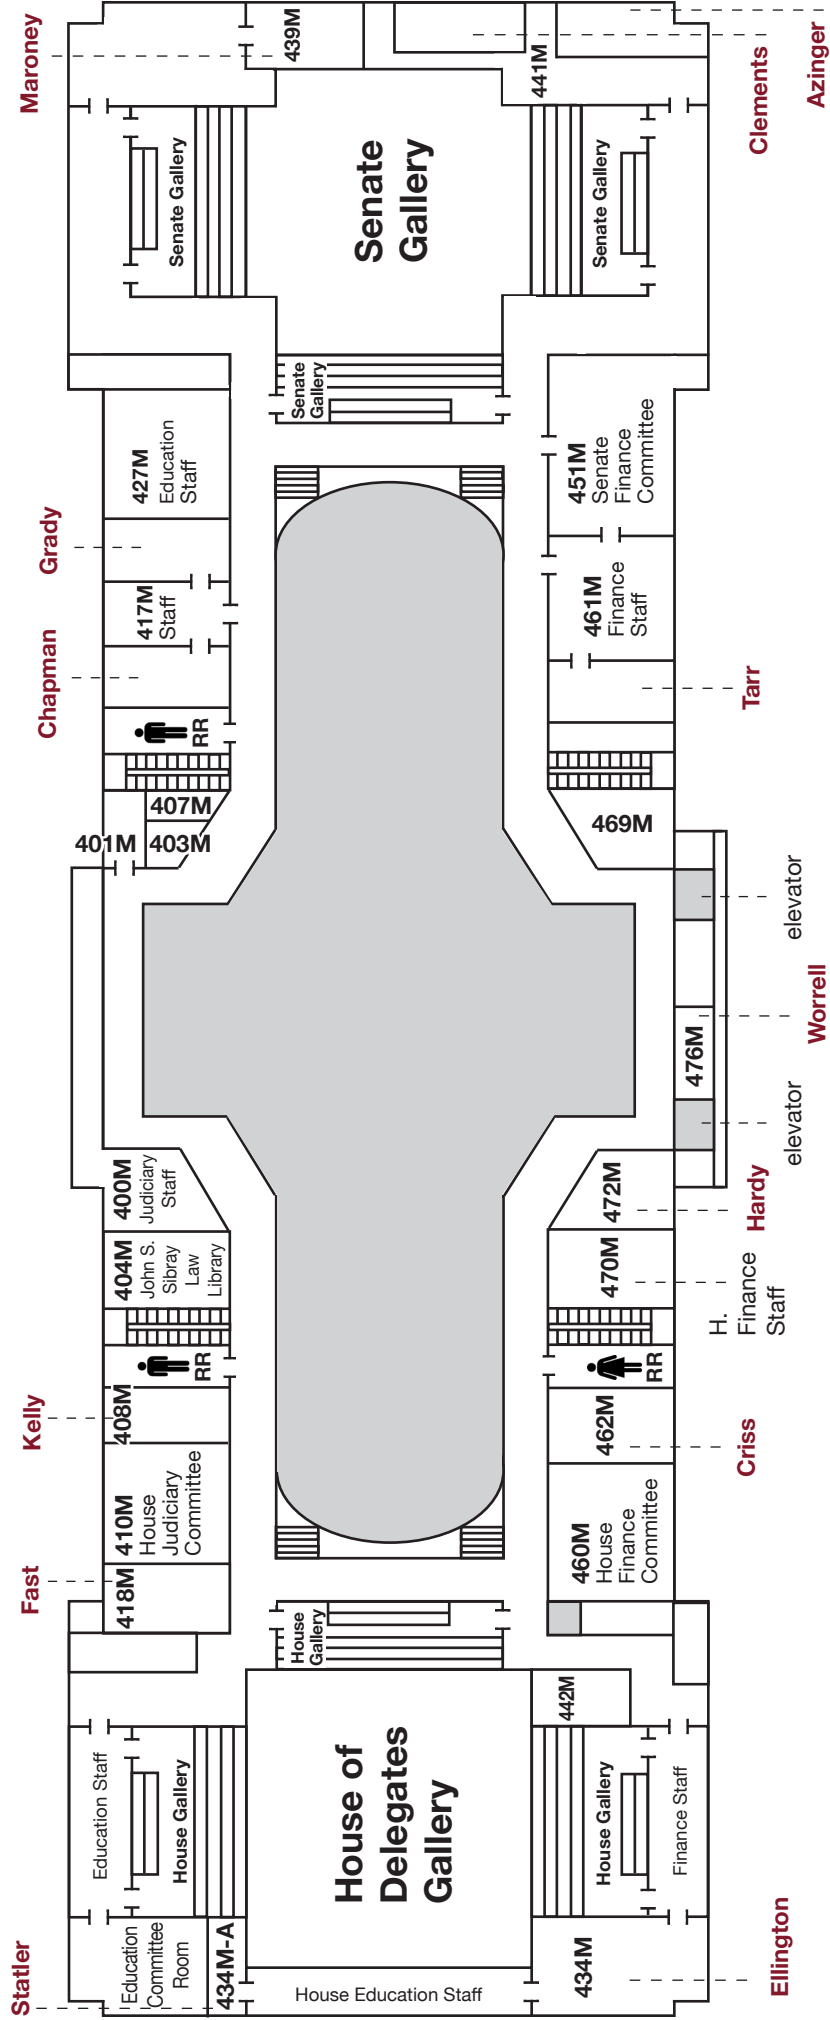 Maroney
439M
441M
Clements
Azinger
Senate Gallery
Senate
Gallery
Senate Gallery
Senate
Gallery
427M
Education
Staff
451M
Senate
Finance
Committee
Grady
417M
Staff
461M
Finance
Staff
Chapman
Tarr
RR
407M
401M
403M
469M
elevator
Worrell
476M
elevator
400M
Judiciary
Staff
472M
Hardy
404M
John S.
Sibray
Law
Library
470M
H.
Finance
Staff
RR
RR
Kelly
408M
462M
Criss
410M
House
Judiciary
Committee
460M
House
Finance
Committee
Fast
418M
House
Gallery
442M
Education Staff
House Gallery
House of
Delegates
Gallery
House Gallery
Finance Staff
Statler
Education
Committee
Room
434M-A
House Education Staff
434M
Ellington